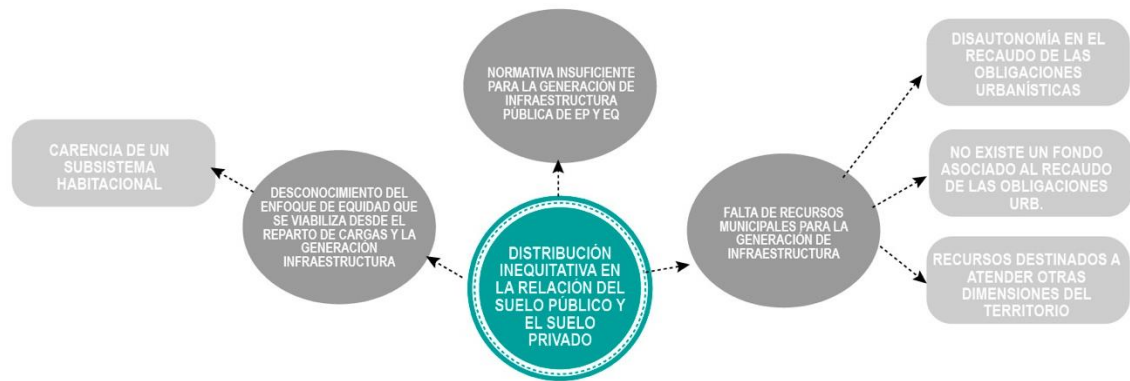 CARENCIA DE UN
SUBSISTEMA
HABITACIONAL
DESCONOCIMIENTO DEL
ENFOQUE DE EQUIDAD QUE
SE VIABILIZA DESDE EL
REPARTO DE CARGAS Y LA
GENERACIÓN
INFRAESTRUCTURA
NORMATIVA INSUFICIENTE
PARA LA GENERACIÓN DE
INFRAESTRUCTURA
PÚBLICA DE EP Y EQ
DISTRIBUCIÓN
INEQUITATIVA EN
LA RELACIÓN DEL
SUELO PÚBLICO Y
EL SUELO
PRIVADO
FALTA DE RECURSOS
MUNICIPALES PARA LA
GENERACIÓN DE
INFRAESTRUCTURA
DISAUTONOMÍA EN EL
RECAUDO DE LAS
OBLIGACIONES
URBANÍSTICAS
NO EXISTE UN FONDO
ASOCIADO AL RECAUDO
DE LAS OBLIGACIONES
URB.
RECURSOS DESTINADOS A
ATENDER OTRAS
DIMENSIONES DEL
TERRITORIO